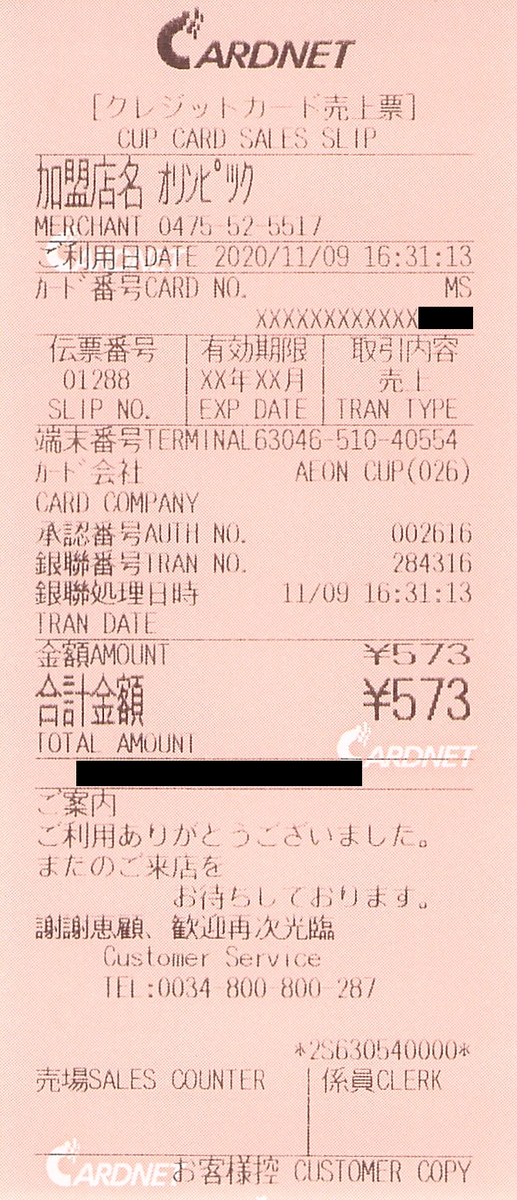 CARDNET
[クレジットカード売上票]
CUP CARD SALES SLIP
加盟店名 ｵﾘﾝﾋﾟﾂｸ
MERCHANT 0475-52-5517
ご利用日DATE 2020/11/09 16:31:13
ｶｰﾄﾞ番号CARD NO. MS
XXXXXXXXXXXX
伝票番号 有効期限 取引内容
01288 XX年XX月 売上
SLIP NO. EXP DATE TRAN TYPE
端末番号TERMINAL63046-510-40554
ｶｰﾄﾞ会社 AEON CUP(026)
CARD COMPANY
承認番号AUTH NO. 002616
銀聯番号TRAN NO. 284316
銀聯処理日時 11/09 16:31:13
TRAN DATE
金額AMOUNT ¥573
合計金額 ¥573
TOTAL AMOUNT
CARDNET
ご案内
ご利用ありがとうございました。
またのご来店を
お待ちしております。
謝謝恵顧、歓迎再次光臨
Customer Service
TEL:0034-800-800-287
*2S630540000*
売場SALES COUNTER 係員CLERK
CARDNET お客様控 CUSTOMER COPY